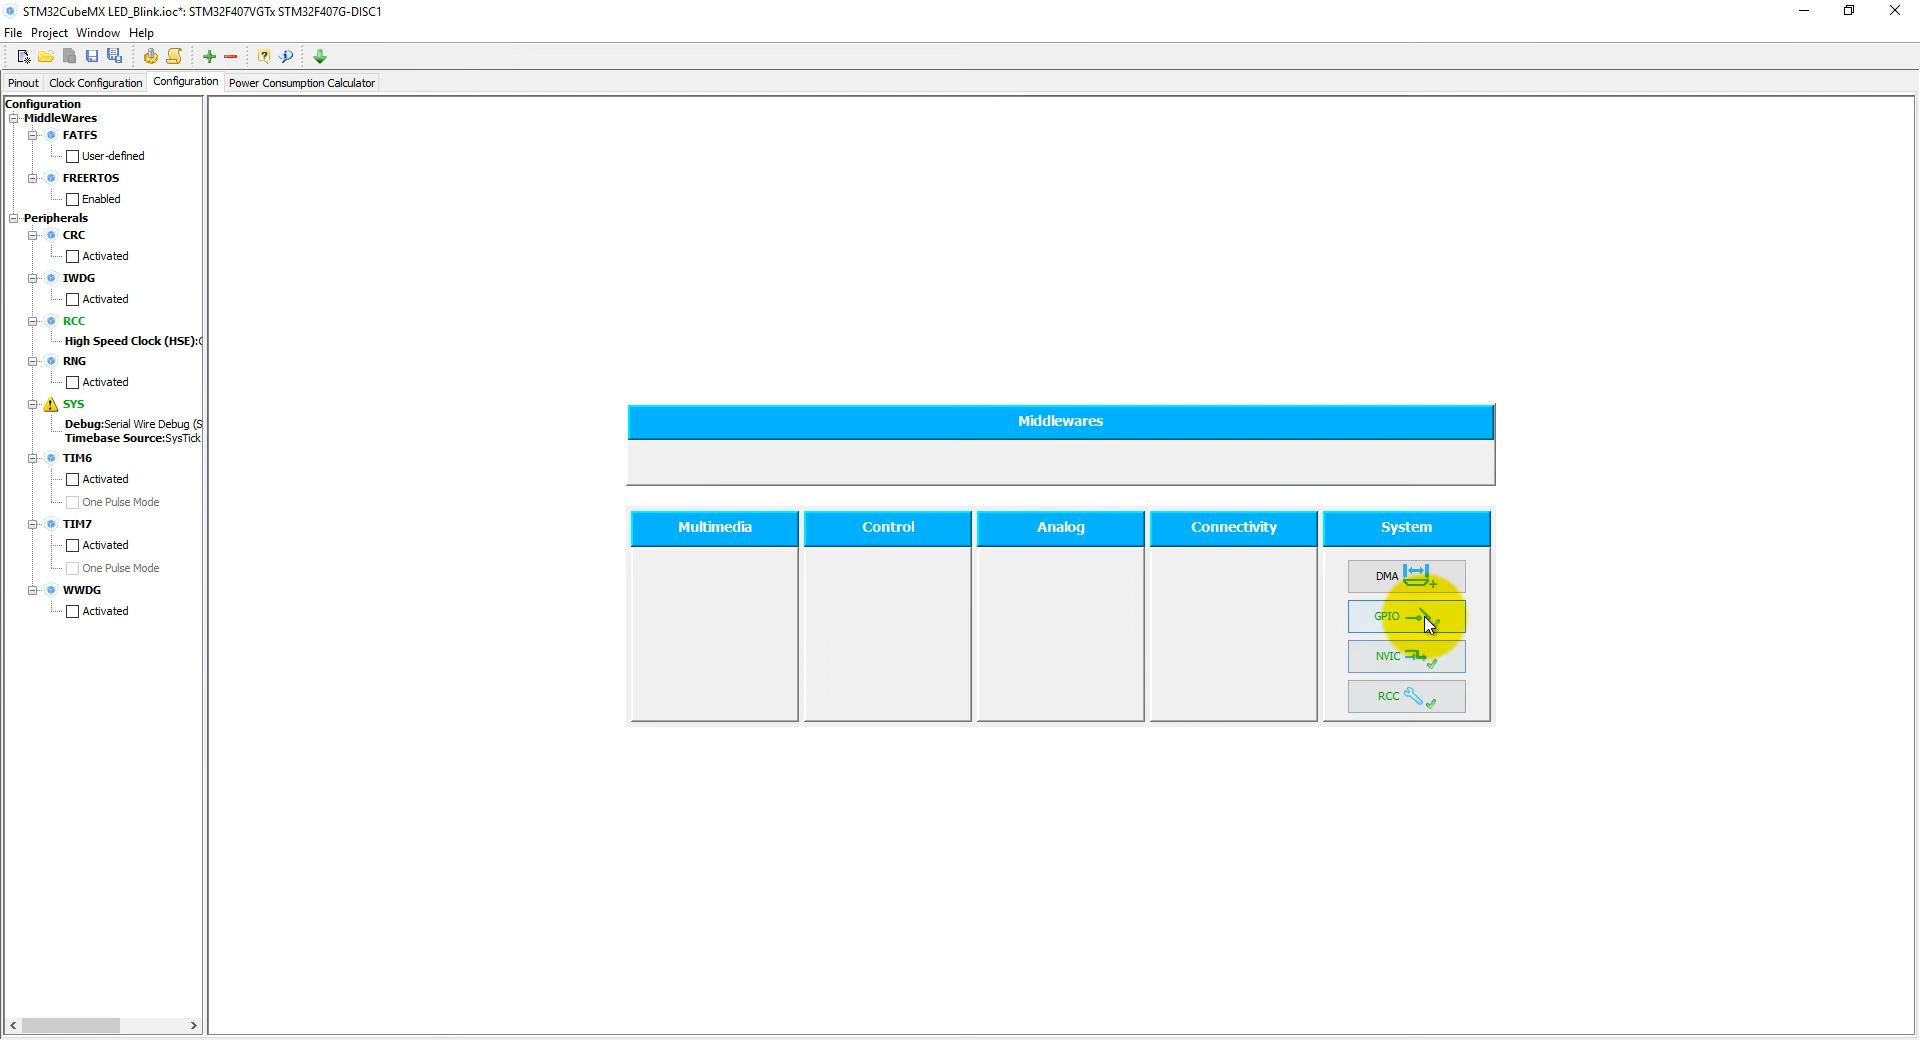 STM32CubeMX LED_Blink.ioc*: STM32F407VGTx STM32F407G-DISC1
File Project Window Help
Pinout Clock Configuration Configuration Power Consumption Calculator
Configuration
MiddleWares
FATFS
User-defined
FREERTOS
Enabled
Peripherals
CRC
Activated
IWDG
Activated
RCC
High Speed Clock (HSE):
RNG
Activated
SYS
Debug:Serial Wire Debug (S
Timebase Source:SysTick
TIM6
Activated
One Pulse Mode
TIM7
Activated
One Pulse Mode
WWDG
Activated
Middlewares
Multimedia Control Analog Connectivity System
DMA
GPIO
NVIC
RCC